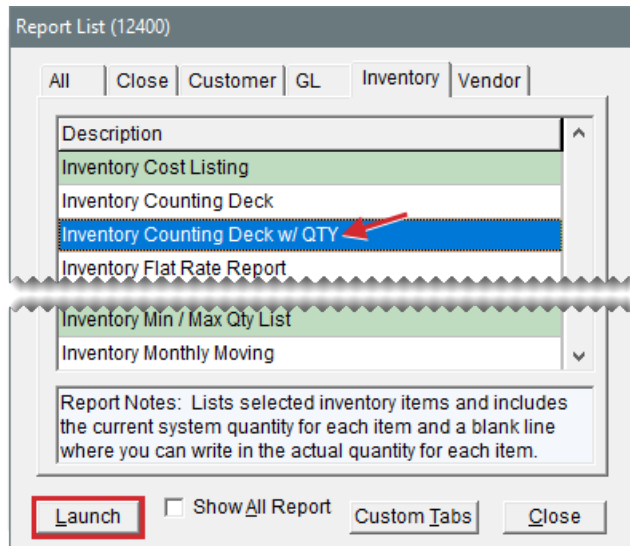 Report List (12400)
All Close Customer GL Inventory Vendor
Description
Inventory Cost Listing
Inventory Counting Deck
Inventory Counting Deck w/ QTY
Inventory Flat Rate Report
Inventory Min / Max Qty List
Inventory Monthly Moving
Report Notes: Lists selected inventory items and includes
the current system quantity for each item and a blank line
where you can write in the actual quantity for each item.
Launch Show All Report Custom Tabs Close